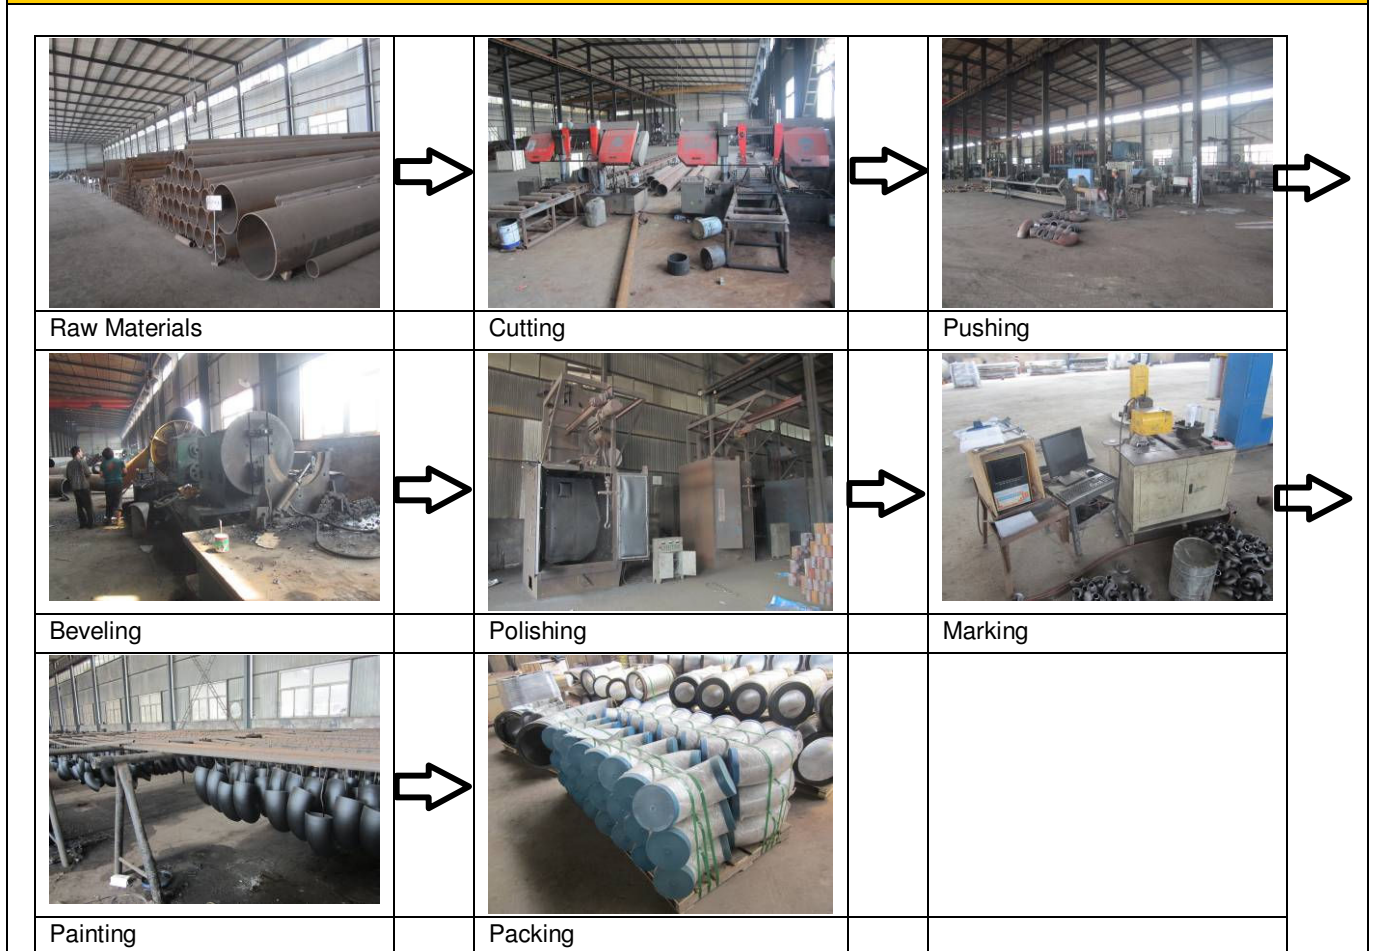 Raw Materials
Cutting
Pushing
Beveling
Polishing
Marking
Painting
Packing